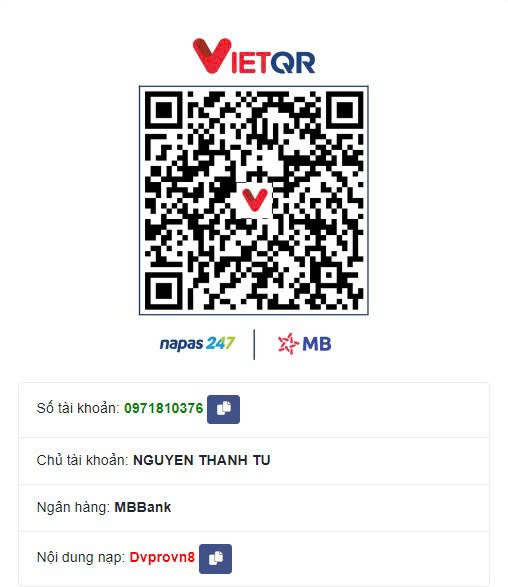 VIETQR
napas 247 MB
Số tài khoản: 0971810376
Chủ tài khoản: NGUYEN THANH TU
Ngân hàng: MBBank
Nội dung nạp: Dvprovn8